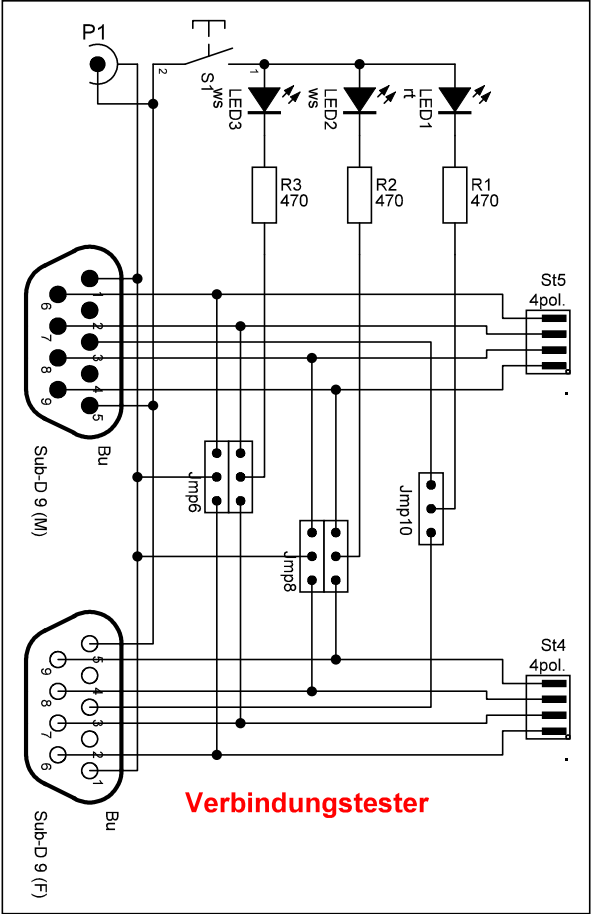 P1
2
S1
1
LED3
ws
LED2
ws
LED1
rt
R3
470
R2
470
R1
470
St5
4pol.
1
6
2
7
3
8
4
9
5
Bu
Sub-D 9 (M)
Jmp6
Jmp8
Jmp10
St4
4pol.
5
9
4
8
3
7
2
6
1
Bu
Sub-D 9 (F)
Verbindungstester